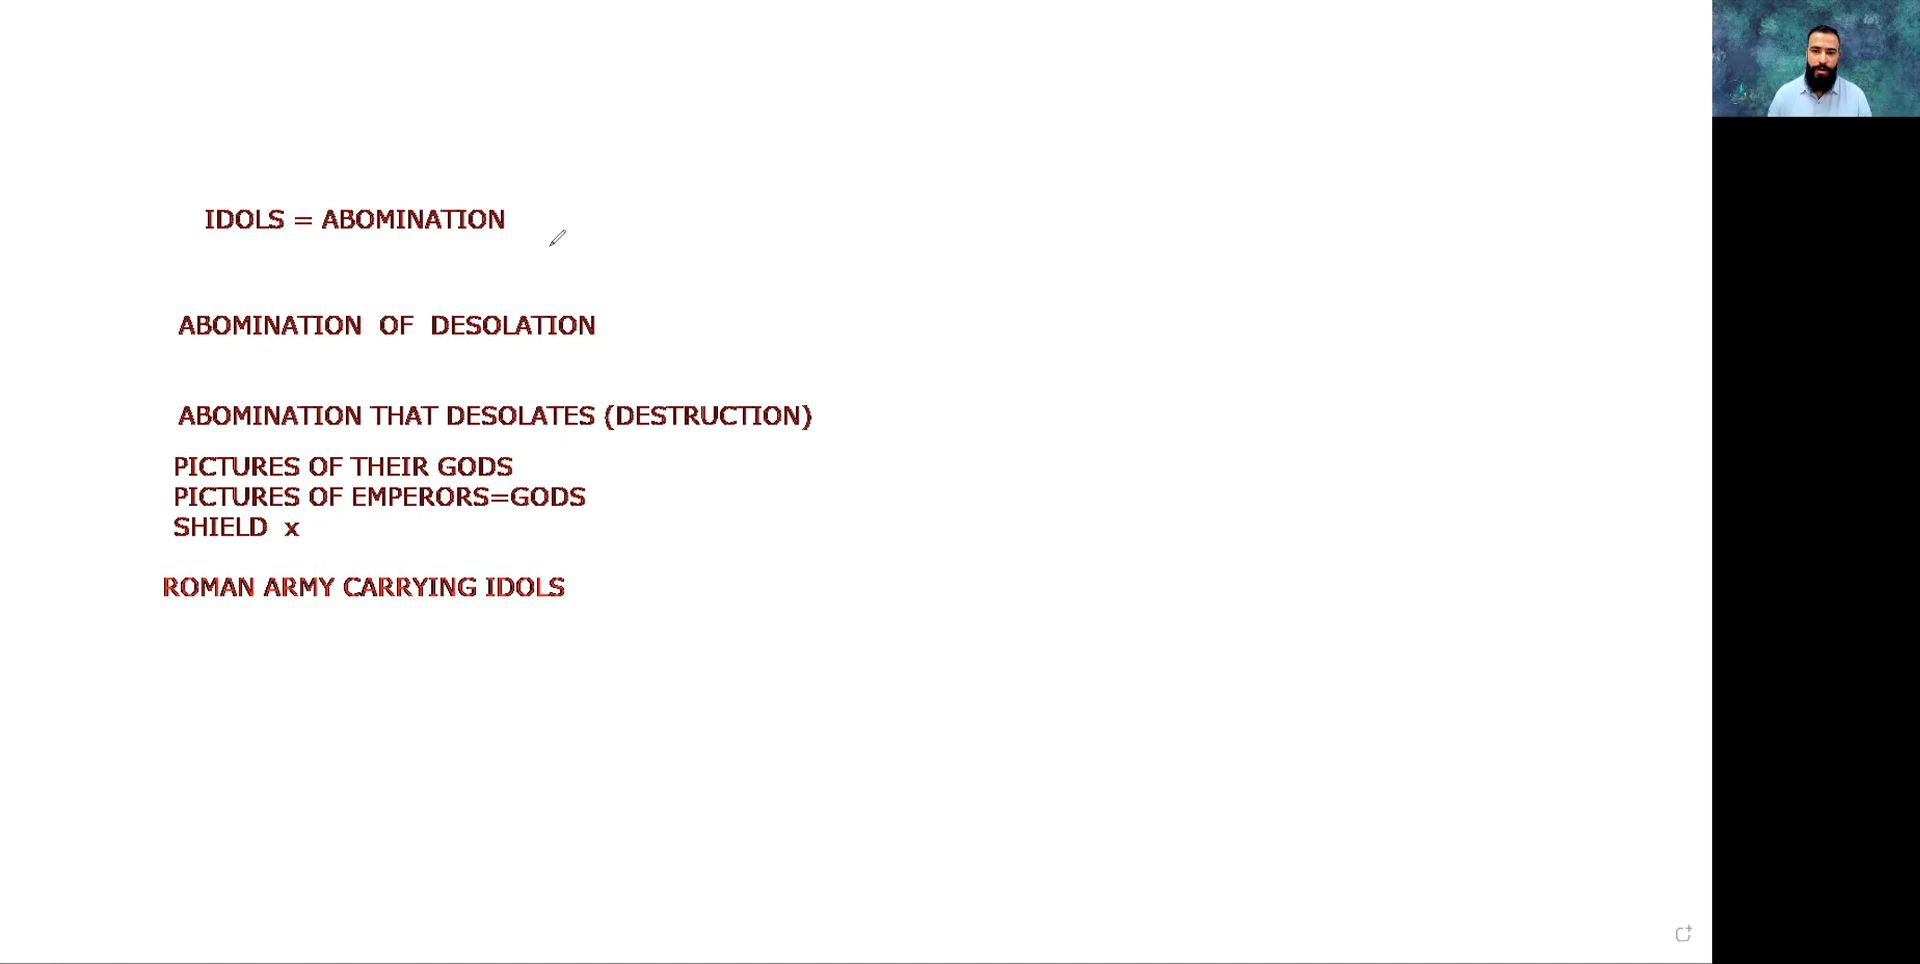 IDOLS = ABOMINATION
ABOMINATION OF DESOLATION
ABOMINATION THAT DESOLATES (DESTRUCTION)
PICTURES OF THEIR GODS
PICTURES OF EMPERORS=GODS
SHIELD x
ROMAN ARMY CARRYING IDOLS